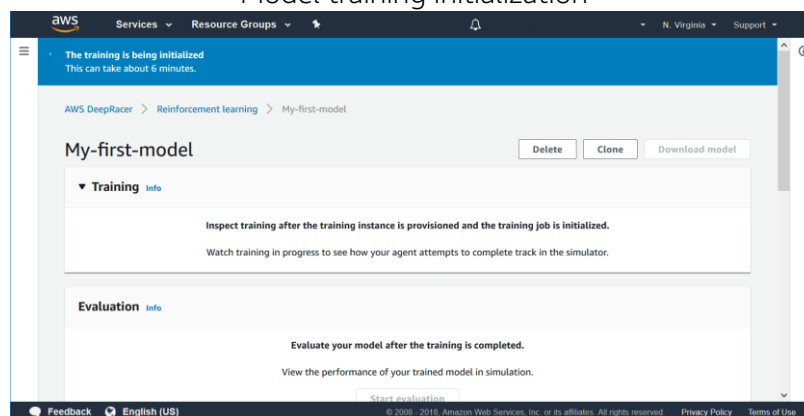 Model training initialization
aws Services Resource Groups N. Virginia Support
The training is being initialized
This can take about 6 minutes.
AWS DeepRacer > Reinforcement learning > My-first-model
My-first-model Delete Clone Download model
Training Info
Inspect training after the training instance is provisioned and the training job is initialized.
Watch training in progress to see how your agent attempts to complete track in the simulator.
Evaluation Info
Evaluate your model after the training is completed.
View the performance of your trained model in simulation.
Start evaluation
Feedback English (US) © 2008 - 2018, Amazon Web Services, Inc. or its affiliates. All rights reserved. Privacy Policy Terms of Use